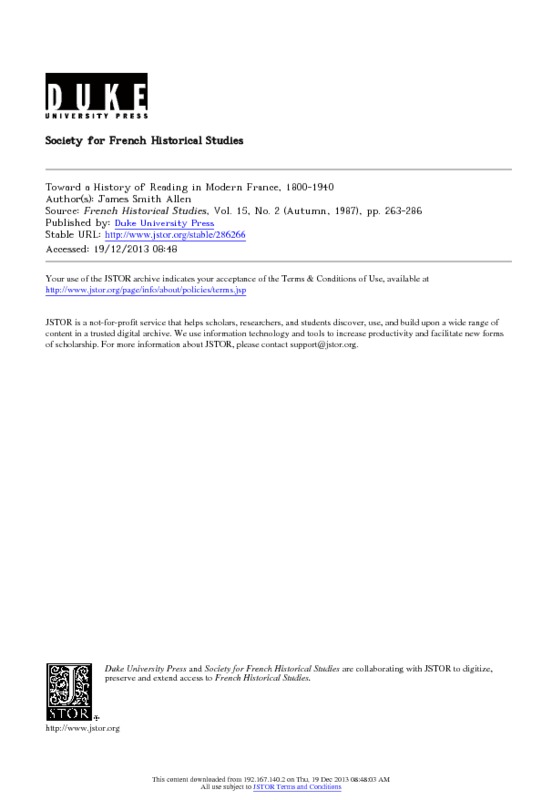 DUKE
UNIVERSITY PRESS
Society for French Historical Studies
Toward a History of Reading in Modern France, 1800-1940
Author(s): James Smith Allen
Source: French Historical Studies, Vol. 15, No. 2 (Autumn, 1987), pp. 263-286
Published by: Duke University Press
Stable URL: http://www.jstor.org/stable/286266
Accessed: 19/12/2013 08:48
Your use of the JSTOR archive indicates your acceptance of the Terms & Conditions of Use, available at
http://www.jstor.org/page/info/about/policies/terms.jsp
JSTOR is a not-for-profit service that helps scholars, researchers, and students discover, use, and build upon a wide range of
content in a trusted digital archive. We use information technology and tools to increase productivity and facilitate new forms
of scholarship. For more information about JSTOR, please contact support@jstor.org.
Duke University Press and Society for French Historical Studies are collaborating with JSTOR to digitize,
preserve and extend access to French Historical Studies.
JSTOR
http://www.jstor.org
This content downloaded from 192.167.140.2 on Thu, 19 Dec 2013 08:48:03 AM
All use subject to JSTOR Terms and Conditions